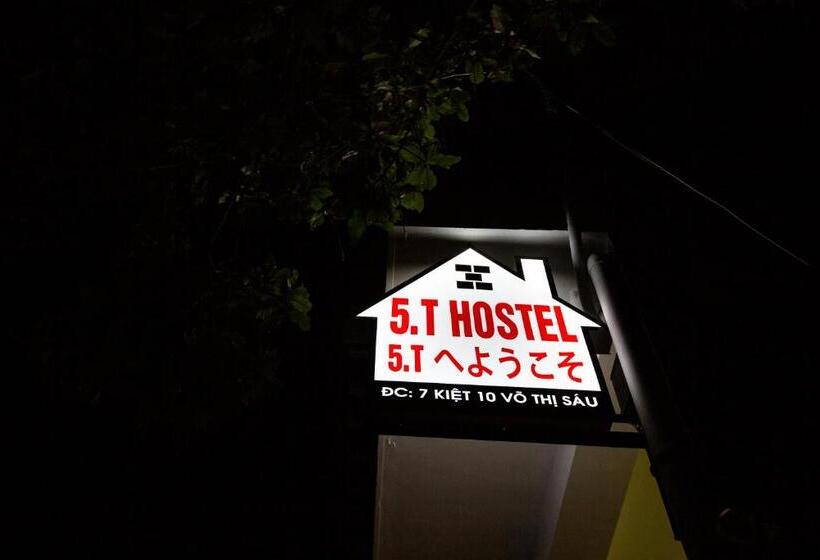 5.T HOSTEL
5.T へようこそ
ĐC: 7 KIỆT 10 VÕ THỊ SÁU